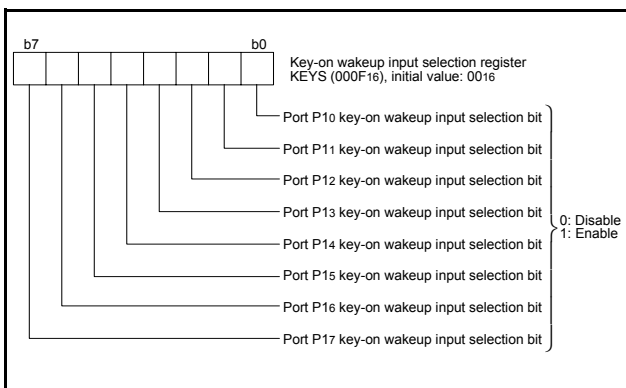 b7 b0
Key-on wakeup input selection register
KEYS (000F16), initial value: 0016
Port P10 key-on wakeup input selection bit
Port P11 key-on wakeup input selection bit
Port P12 key-on wakeup input selection bit
Port P13 key-on wakeup input selection bit
Port P14 key-on wakeup input selection bit
Port P15 key-on wakeup input selection bit
Port P16 key-on wakeup input selection bit
Port P17 key-on wakeup input selection bit
0: Disable
1: Enable